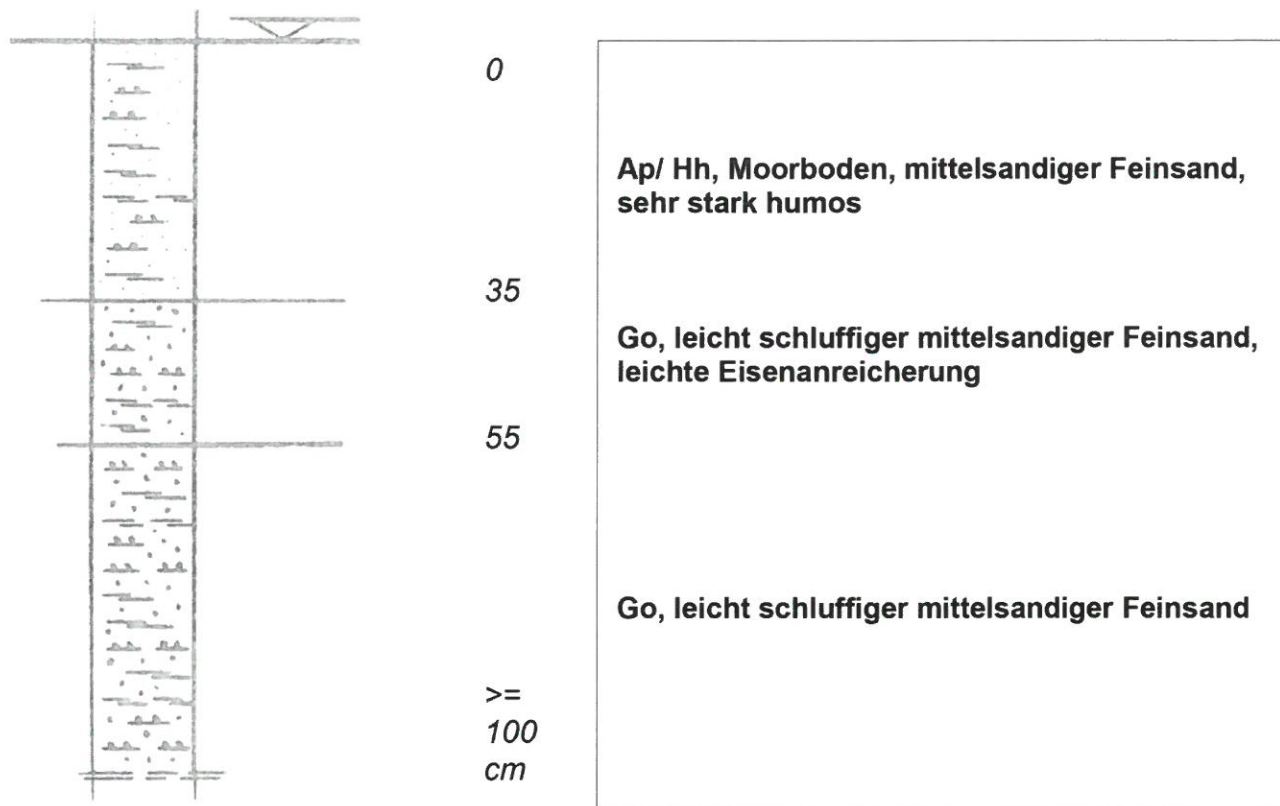 0
Ap/ Hh, Moorboden, mittelsandiger Feinsand,
sehr stark humos
35
Go, leicht schluffiger mittelsandiger Feinsand,
leichte Eisenanreicherung
55
Go, leicht schluffiger mittelsandiger Feinsand
>=
100
cm